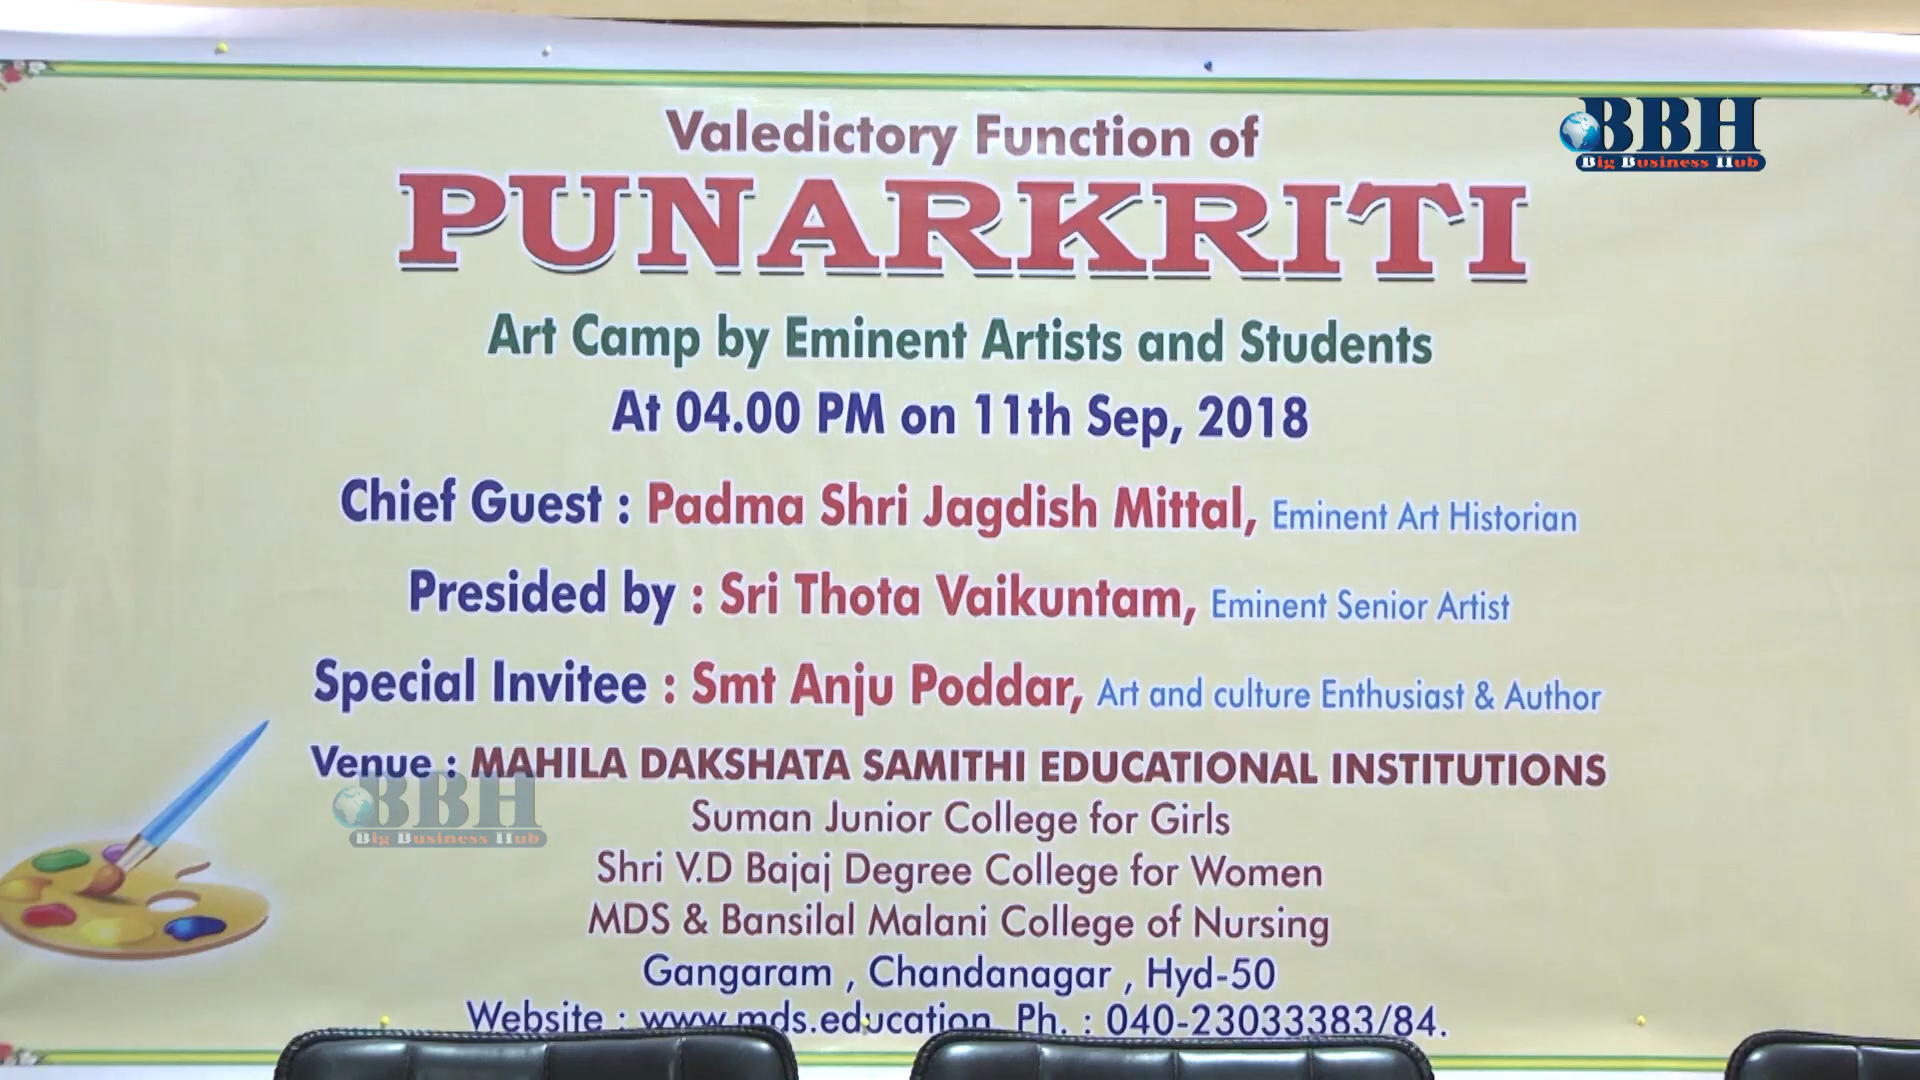 BBH
Big Business Hub
Valedictory Function of
PUNARKRITI
Art Camp by Eminent Artists and Students
At 04.00 PM on 11th Sep, 2018
Chief Guest : Padma Shri Jagdish Mittal, Eminent Art Historian
Presided by : Sri Thota Vaikuntam, Eminent Senior Artist
Special Invitee : Smt Anju Poddar, Art and culture Enthusiast & Author
Venue : MAHILA DAKSHATA SAMITHI EDUCATIONAL INSTITUTIONS
BBH
Big Business Hub
Suman Junior College for Girls
Shri V.D Bajaj Degree College for Women
MDS & Bansilal Malani College of Nursing
Gangaram , Chandanagar , Hyd-50
Website : www.mds.education Ph. : 040-23033383/84.